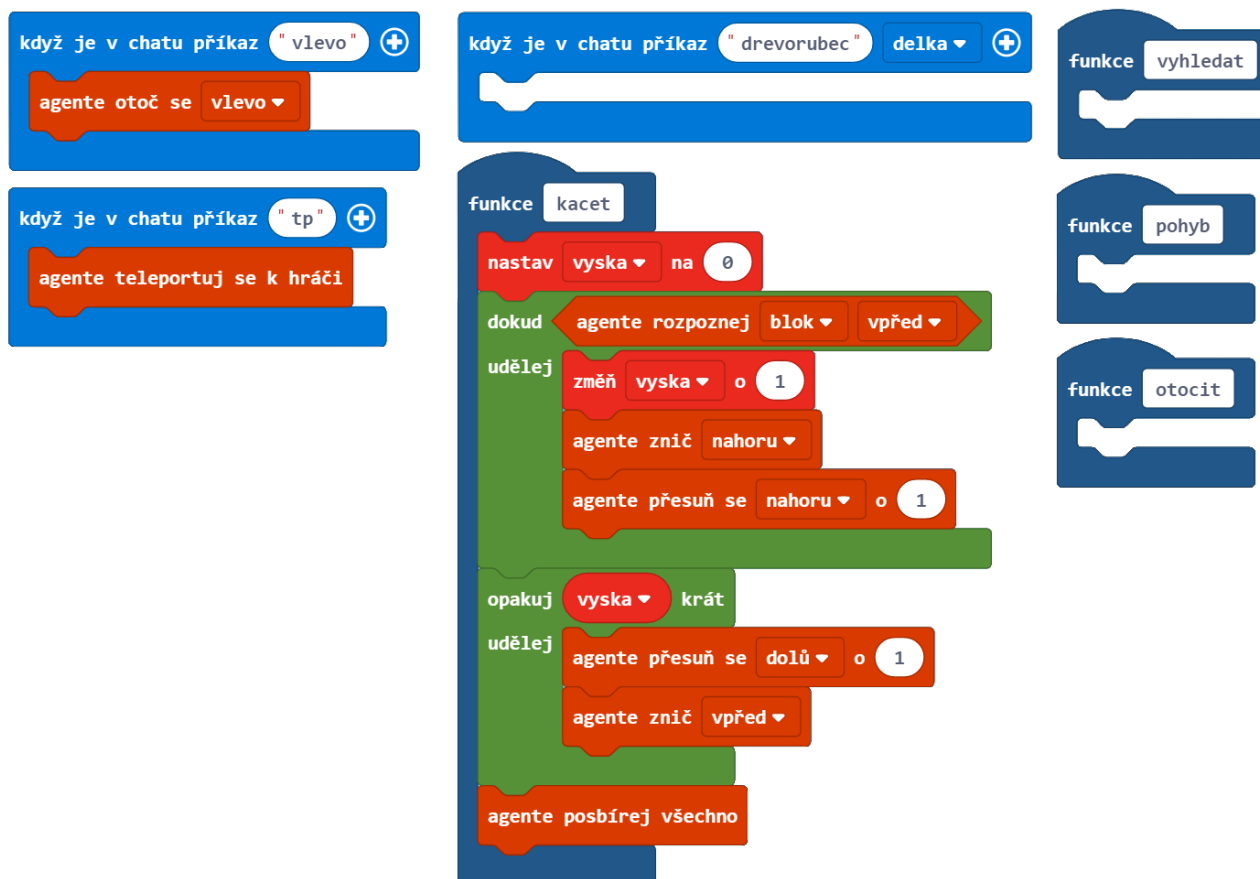 když je v chatu příkaz "vlevo"
agente otoč se vlevo
když je v chatu příkaz "tp"
agente teleportuj se k hráči
když je v chatu příkaz "drevorubec" delka
funkce kacet
nastav vyska na 0
dokud agente rozpoznej blok vpřed
udělej
změň vyska o 1
agente znič nahoru
agente přesuň se nahoru o 1
opakuj vyska krát
udělej
agente přesuň se dolů o 1
agente znič vpřed
agente posbírej všechno
funkce vyhledat
funkce pohyb
funkce otocit